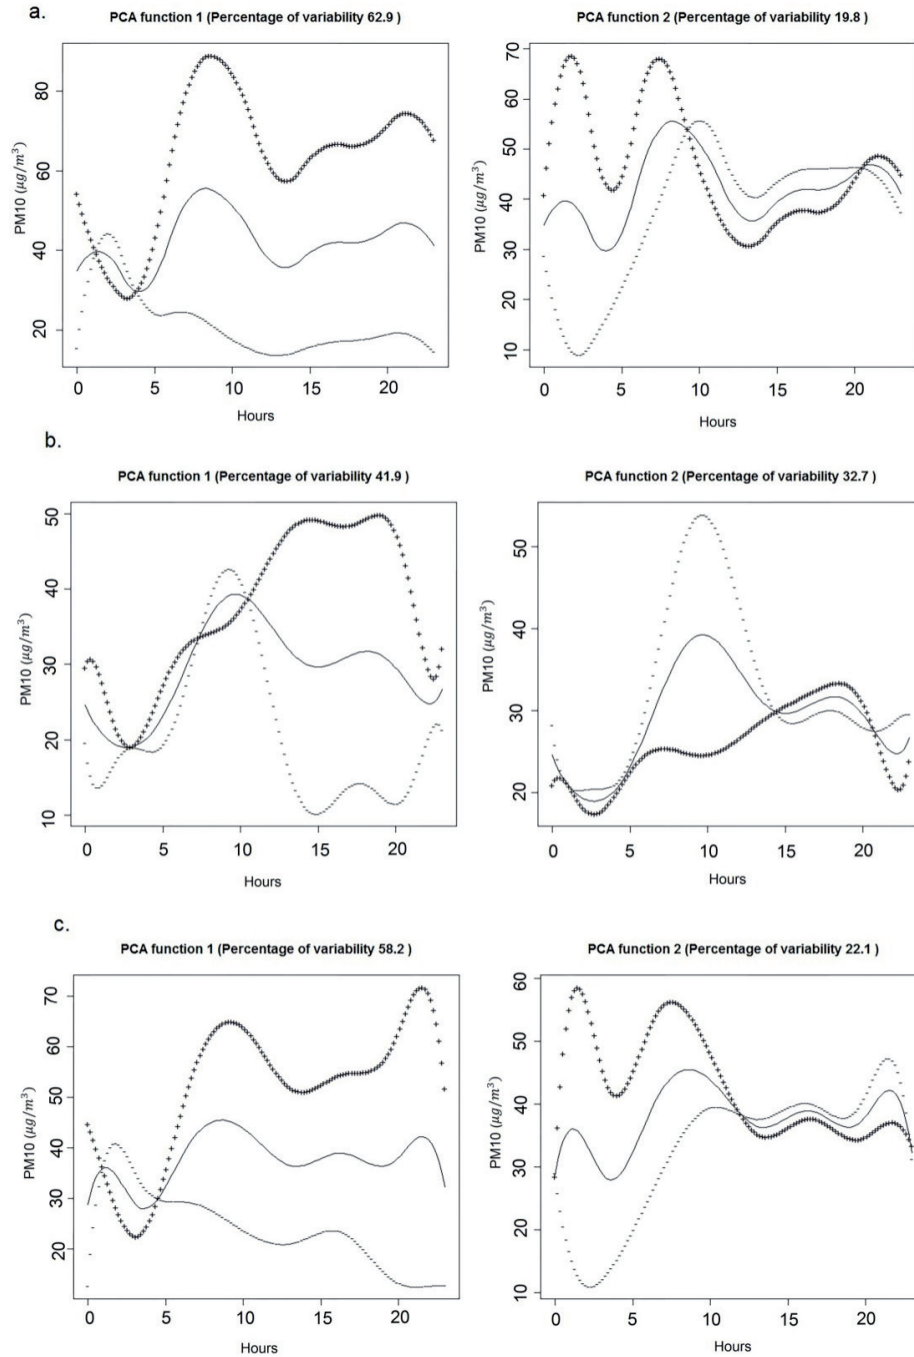 a.
PCA function 1 (Percentage of variability 62.9 )
PM10 (μg/m³)
80
60
40
20
0 5 10 15 20
Hours
PCA function 2 (Percentage of variability 19.8 )
PM10 (μg/m³)
70
60
50
40
30
20
10
0 5 10 15 20
Hours
b.
PCA function 1 (Percentage of variability 41.9 )
PM10 (μg/m³)
50
40
30
20
10
0 5 10 15 20
Hours
PCA function 2 (Percentage of variability 32.7 )
PM10 (μg/m³)
50
40
30
20
0 5 10 15 20
Hours
c.
PCA function 1 (Percentage of variability 58.2 )
PM10 (μg/m³)
70
60
50
40
30
20
0 5 10 15 20
Hours
PCA function 2 (Percentage of variability 22.1 )
PM10 (μg/m³)
60
50
40
30
20
10
0 5 10 15 20
Hours